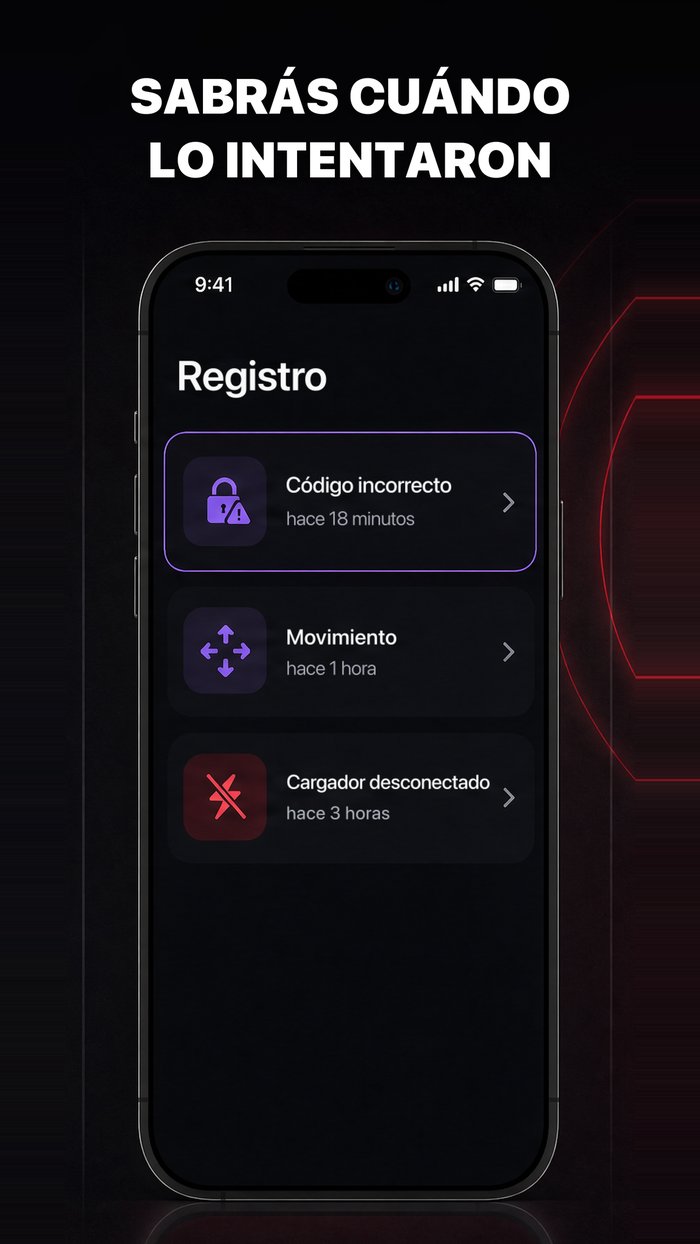 SABRÁS CUÁNDO
LO INTENTARON
9:41
Registro
Código incorrecto
hace 18 minutos
Movimiento
hace 1 hora
Cargador desconectado
hace 3 horas